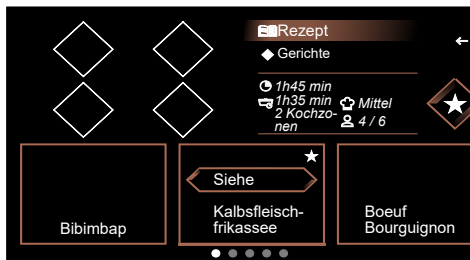 Rezept
Gerichte
1h45 min
1h35 min
2 Kochzo-
nen
Mittel
4 / 6
Siehe
Bibimbap
Kalbsfleisch-
frikassee
Boeuf
Bourguignon